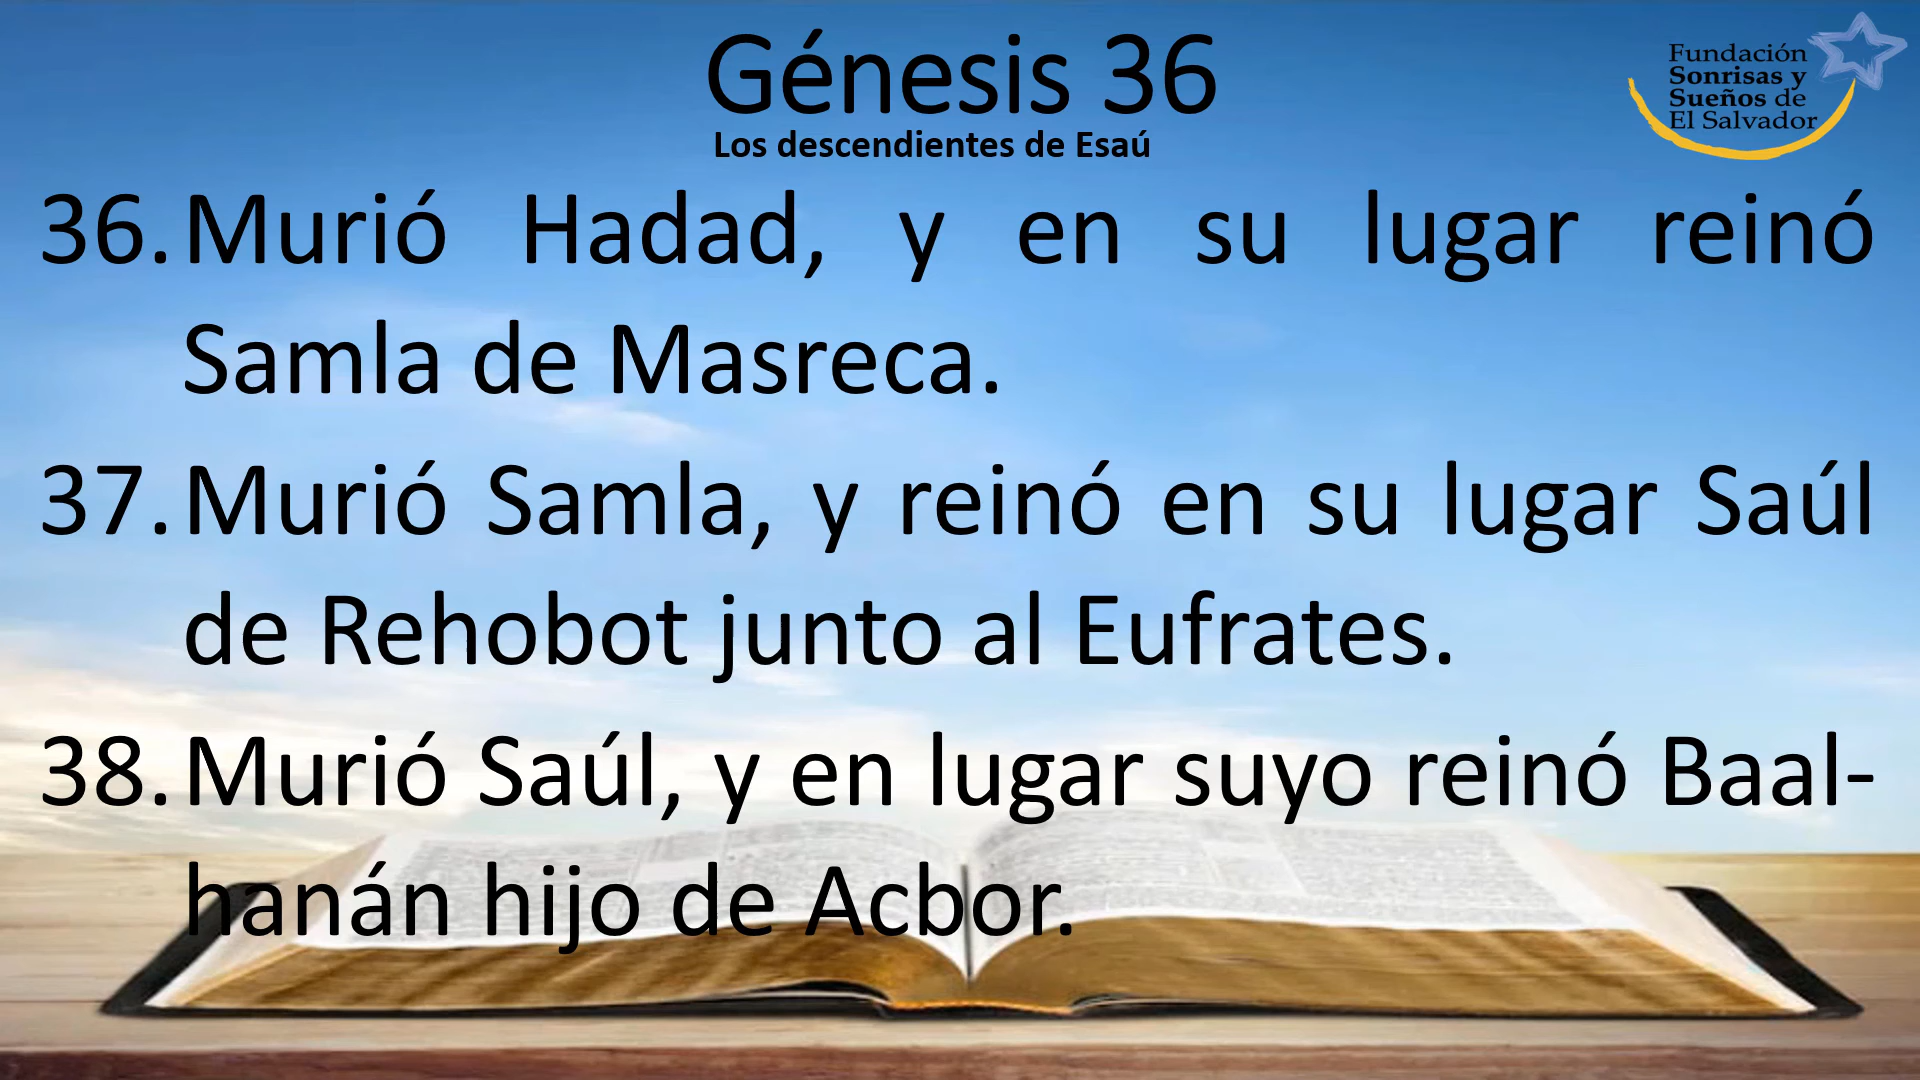 Génesis 36
Los descendientes de Esaú
Fundación
Sonrisas y
Sueños de
El Salvador
36. Murió Hadad, y en su lugar reinó
Samla de Masreca.
37. Murió Samla, y reinó en su lugar Saúl
de Rehobot junto al Eufrates.
38. Murió Saúl, y en lugar suyo reinó Baal-
hanán hijo de Acbor.